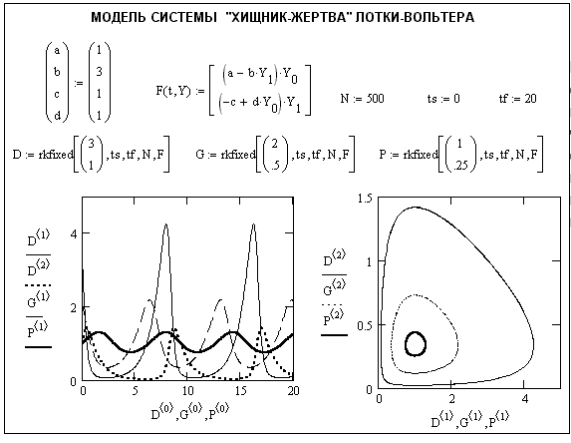 МОДЕЛЬ СИСТЕМЫ "ХИЩНИК-ЖЕРТВА" ЛОТКИ-ВОЛЬТЕРА
(a b c d) := (1 3 1 1)
F(t,Y) := [(a − b·Y₁)·Y₀ (−c + d·Y₀)·Y₁]
N := 500 ts := 0 tf := 20
D := rkfixed[(3 1), ts, tf, N, F] G := rkfixed[(2 .5), ts, tf, N, F] P := rkfixed[(1 .25), ts, tf, N, F]
D⟨1⟩
D⟨2⟩
G⟨1⟩
P⟨1⟩
4
2
0
0 5 10 15 20
D⟨0⟩,G⟨0⟩,P⟨0⟩
D⟨2⟩
G⟨2⟩
P⟨2⟩
1.5
1
0.5
0
0 2 4
D⟨1⟩,G⟨1⟩,P⟨1⟩